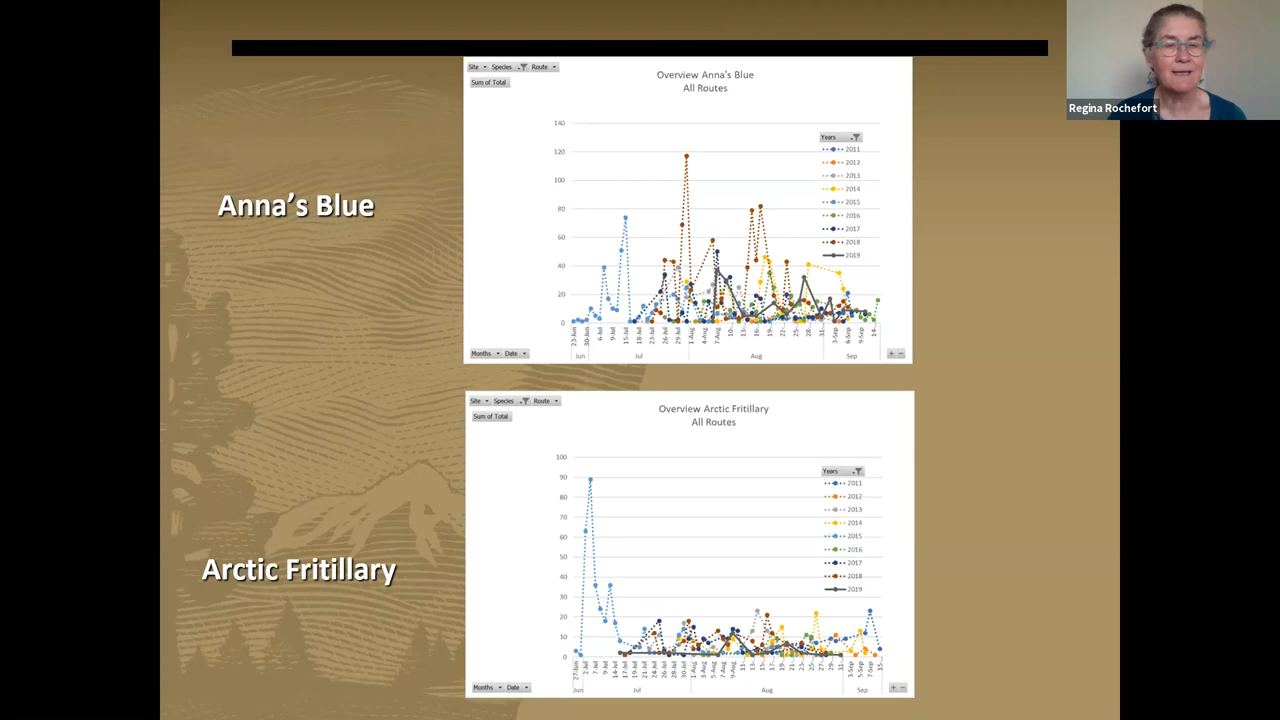 Regina Rochefort
Anna's Blue
Site Species Route
Sum of Total
Overview Anna's Blue
All Routes
140
120
100
80
60
40
20
0
Years
2011
2012
2013
2014
2015
2016
2017
2018
2019
23-Jun 30-Jun 6-Jul 9-Jul 15-Jul 18-Jul 23-Jul 26-Jul 29-Jul 1-Aug 4-Aug 7-Aug 10- 13- 16- 19- 22- 25- 28- 31- 3-Sep 6-Sep 9-Sep 14-
Jun Jul Aug Sep
Months Date
+ −
Arctic Fritillary
Site Species Route
Sum of Total
Overview Arctic Fritillary
All Routes
100
90
80
70
60
50
40
30
20
10
0
Years
2011
2012
2013
2014
2015
2016
2017
2018
2019
27-Jun 2-Jul 7-Jul 9-Jul 14-Jul 17-Jul 19-Jul 21-Jul 24-Jul 26-Jul 28-Jul 30-Jul 1-Aug 3-Aug 5-Aug 7-Aug 9-Aug 11- 13- 15- 17- 19- 21- 23- 25- 27- 29- 31- 3-Sep 5-Sep 7-Sep 15-
Jun Jul Aug Sep
Months Date
+ −